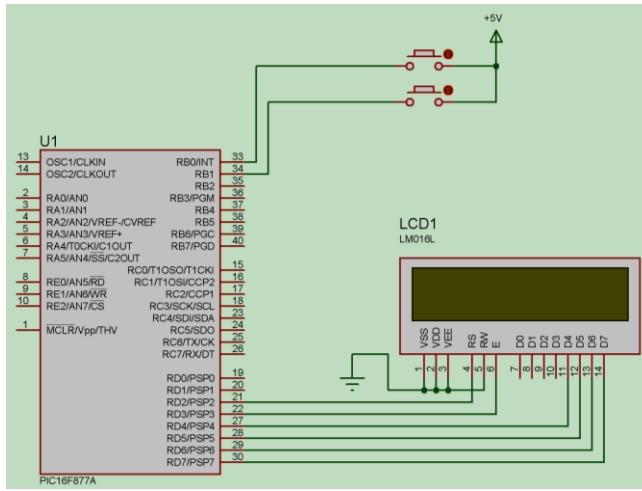 +5V
U1
13 OSC1/CLKIN RB0/INT 33
14 OSC2/CLKOUT RB1 34
RB2 35
2 RA0/AN0 RB3/PGM 36
3 RA1/AN1 RB4 37
4 RA2/AN2/VREF-/CVREF RB5 38
5 RA3/AN3/VREF+ RB6/PGC 39
6 RA4/T0CKI/C1OUT RB7/PGD 40
7 RA5/AN4/SS/C2OUT
RC0/T1OSO/T1CKI 15
8 RE0/AN5/RD RC1/T1OSI/CCP2 16
9 RE1/AN6/WR RC2/CCP1 17
10 RE2/AN7/CS RC3/SCK/SCL 18
RC4/SDI/SDA 23
1 MCLR/Vpp/THV RC5/SDO 24
RC6/TX/CK 25
RC7/RX/DT 26
RD0/PSP0 19
RD1/PSP1 20
RD2/PSP2 21
RD3/PSP3 22
RD4/PSP4 27
RD5/PSP5 28
RD6/PSP6 29
RD7/PSP7 30
PIC16F877A
LCD1
LM016L
VSS VDD VEE RS RW E D0 D1 D2 D3 D4 D5 D6 D7
1 2 3 4 5 6 7 8 9 10 11 12 13 14